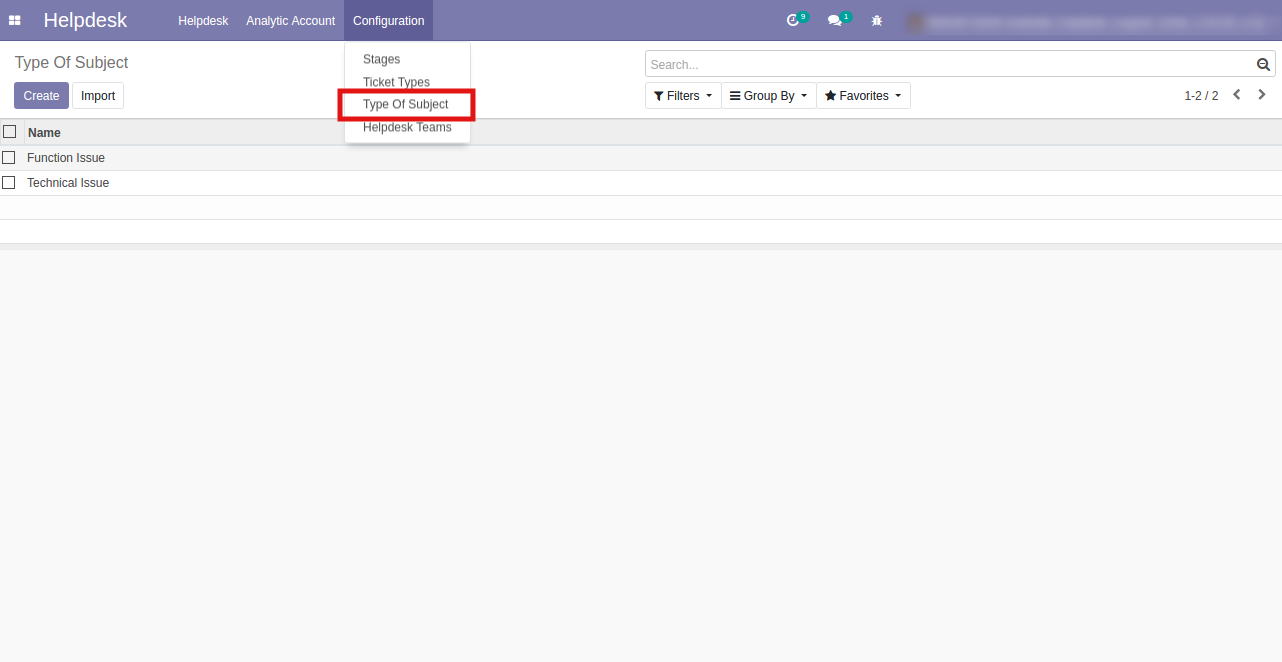 Helpdesk Helpdesk Analytic Account Configuration 9 1
Type Of Subject
Search...
Create Import
Stages
Ticket Types
Type Of Subject
Helpdesk Teams
Filters Group By Favorites 1-2 / 2
Name
Function Issue
Technical Issue